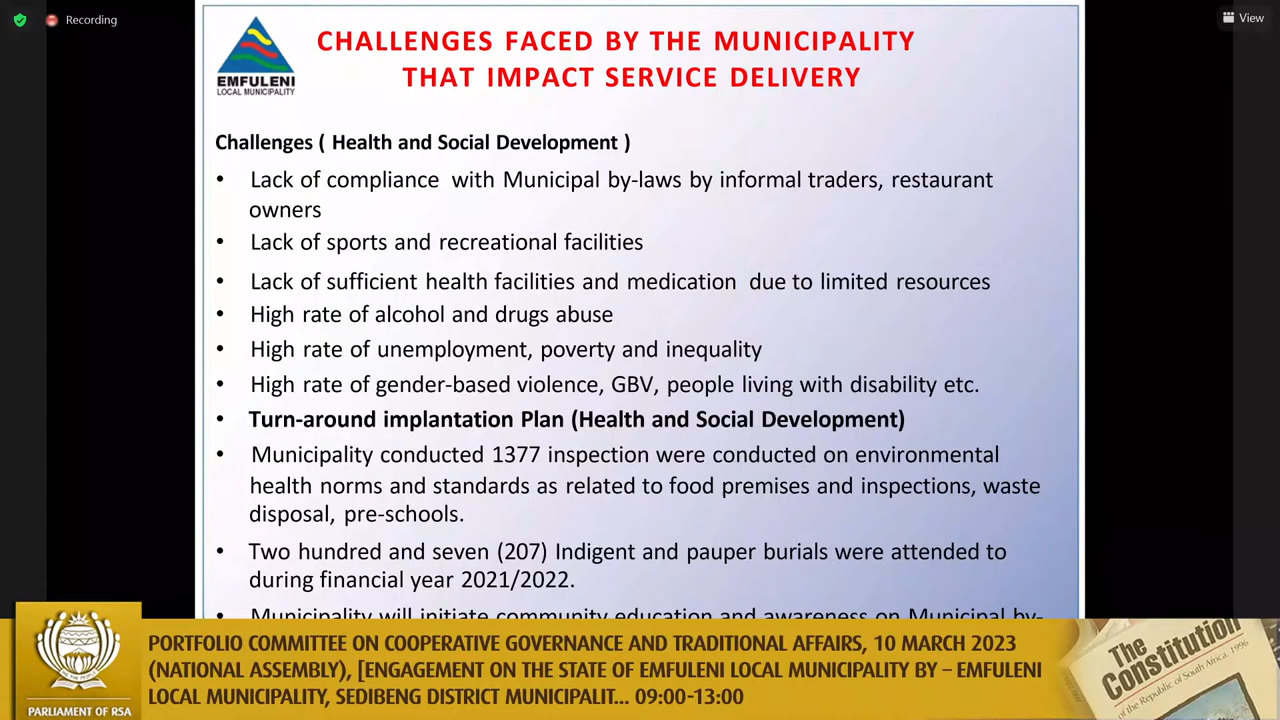 Recording
View
EMFULENI
LOCAL MUNICIPALITY
CHALLENGES FACED BY THE MUNICIPALITY
THAT IMPACT SERVICE DELIVERY
Challenges ( Health and Social Development )
• Lack of compliance with Municipal by-laws by informal traders, restaurant
owners
• Lack of sports and recreational facilities
• Lack of sufficient health facilities and medication due to limited resources
• High rate of alcohol and drugs abuse
• High rate of unemployment, poverty and inequality
• High rate of gender-based violence, GBV, people living with disability etc.
• Turn-around implantation Plan (Health and Social Development)
• Municipality conducted 1377 inspection were conducted on environmental
health norms and standards as related to food premises and inspections, waste
disposal, pre-schools.
• Two hundred and seven (207) Indigent and pauper burials were attended to
during financial year 2021/2022.
• Municipality will initiate community education and awareness on Municipal by-
PORTFOLIO COMMITTEE ON COOPERATIVE GOVERNANCE AND TRADITIONAL AFFAIRS, 10 MARCH 2023
(NATIONAL ASSEMBLY), [ENGAGEMENT ON THE STATE OF EMFULENI LOCAL MUNICIPALITY BY – EMFULENI
LOCAL MUNICIPALITY, SEDIBENG DISTRICT MUNICIPALIT... 09:00-13:00
PARLIAMENT OF RSA
The
Constitution
of the Republic of South Africa, 1996